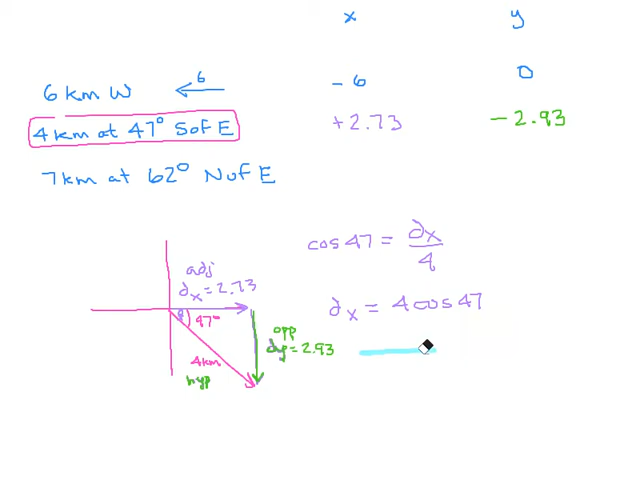 x y
6 km W 6 - 6 0
4 km at 47° S of E +2.73 - 2.93
7 km at 62° N of E
cos 47 = dx/4
adj
dx = 2.73
dx = 4 cos 47
47°
opp
dy = 2.93
4 km
hyp